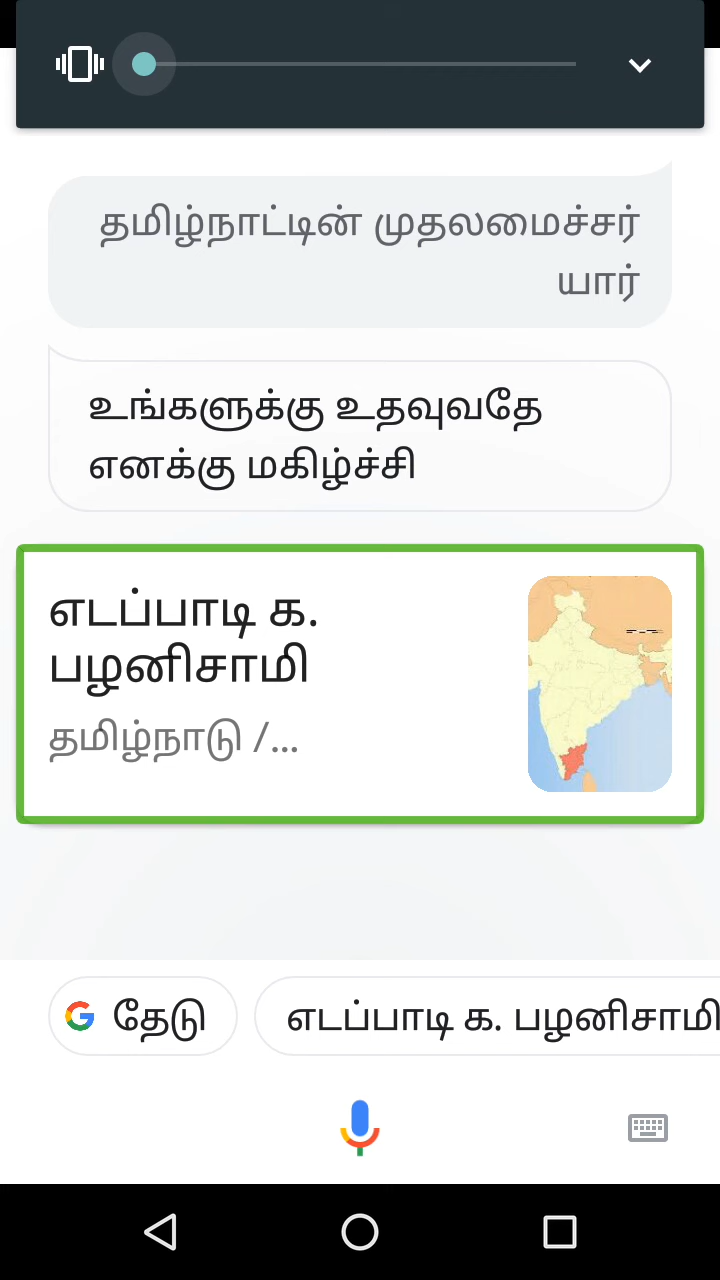 தமிழ்நாட்டின் முதலமைச்சர்
யார்
உங்களுக்கு உதவுவதே
எனக்கு மகிழ்ச்சி
எடப்பாடி க.
பழனிசாமி
தமிழ்நாடு /...
தேடு
எடப்பாடி க. பழனிசாமி